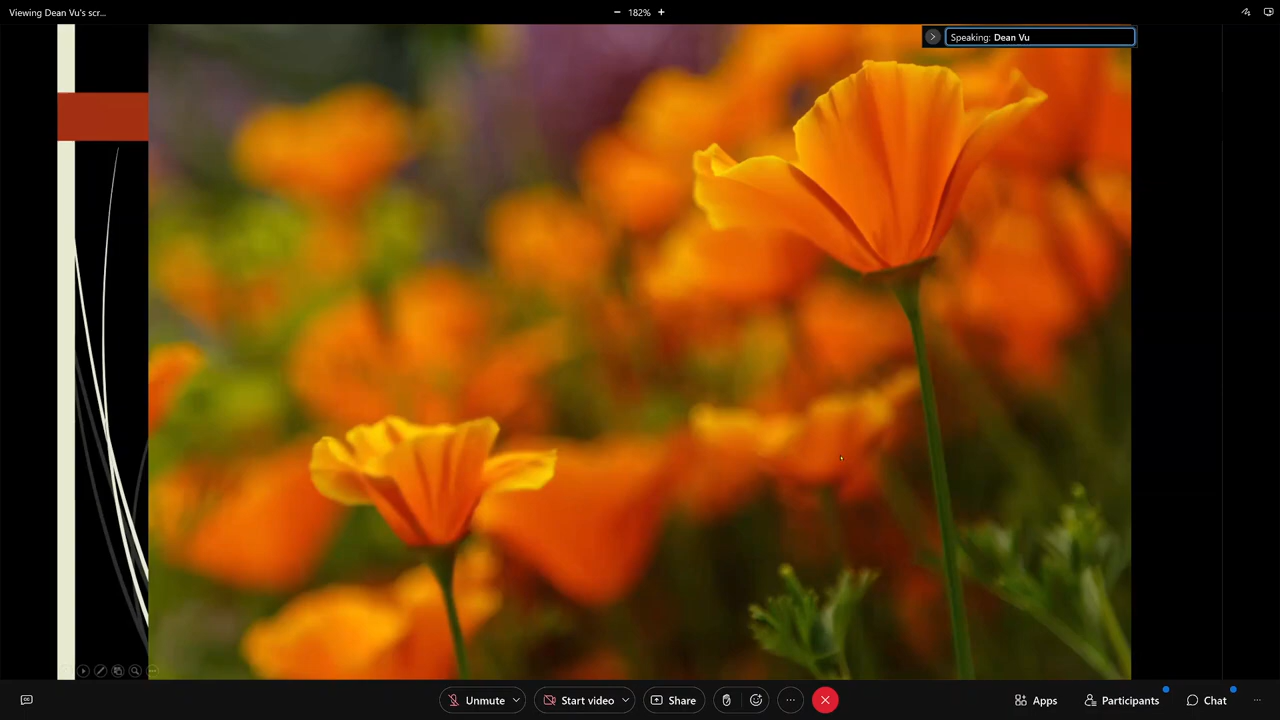 Viewing Dean Vu's scr...
182%
Speaking: Dean Vu
Unmute
Start video
Share
Apps
Participants
Chat